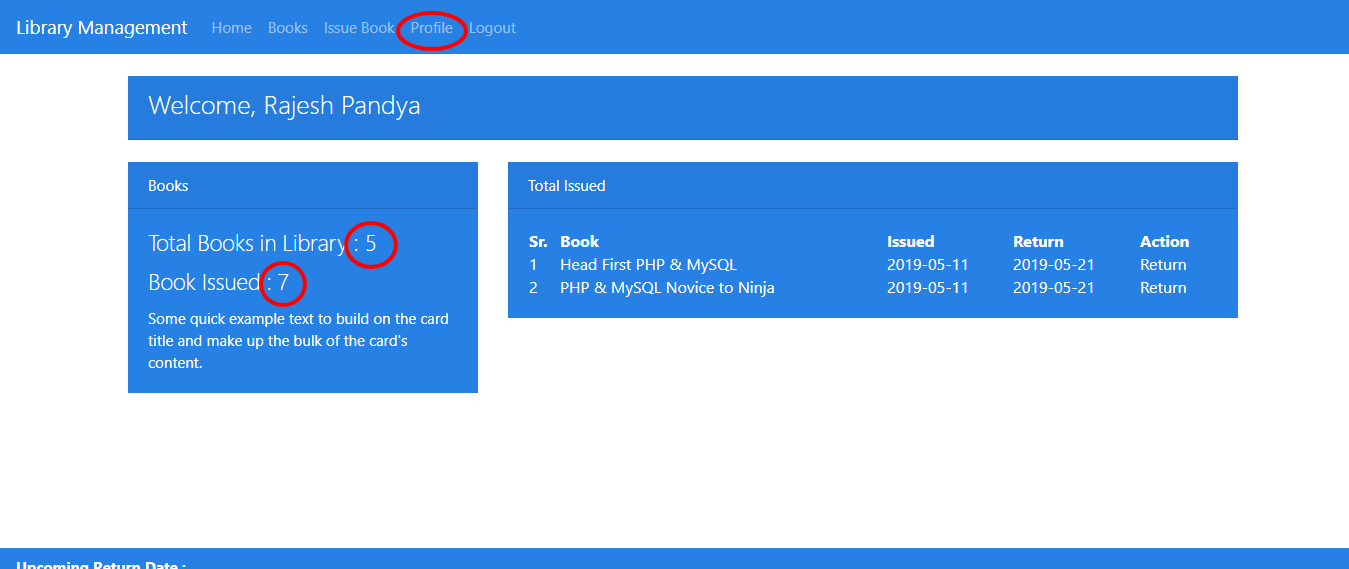 Library Management Home Books Issue Book Profile Logout
Welcome, Rajesh Pandya
Books
Total Books in Library : 5
Book Issued : 7
Some quick example text to build on the card
title and make up the bulk of the card's
content.
Total Issued
Sr. Book Issued Return Action
1 Head First PHP & MySQL 2019-05-11 2019-05-21 Return
2 PHP & MySQL Novice to Ninja 2019-05-11 2019-05-21 Return
Upcoming Return Date :